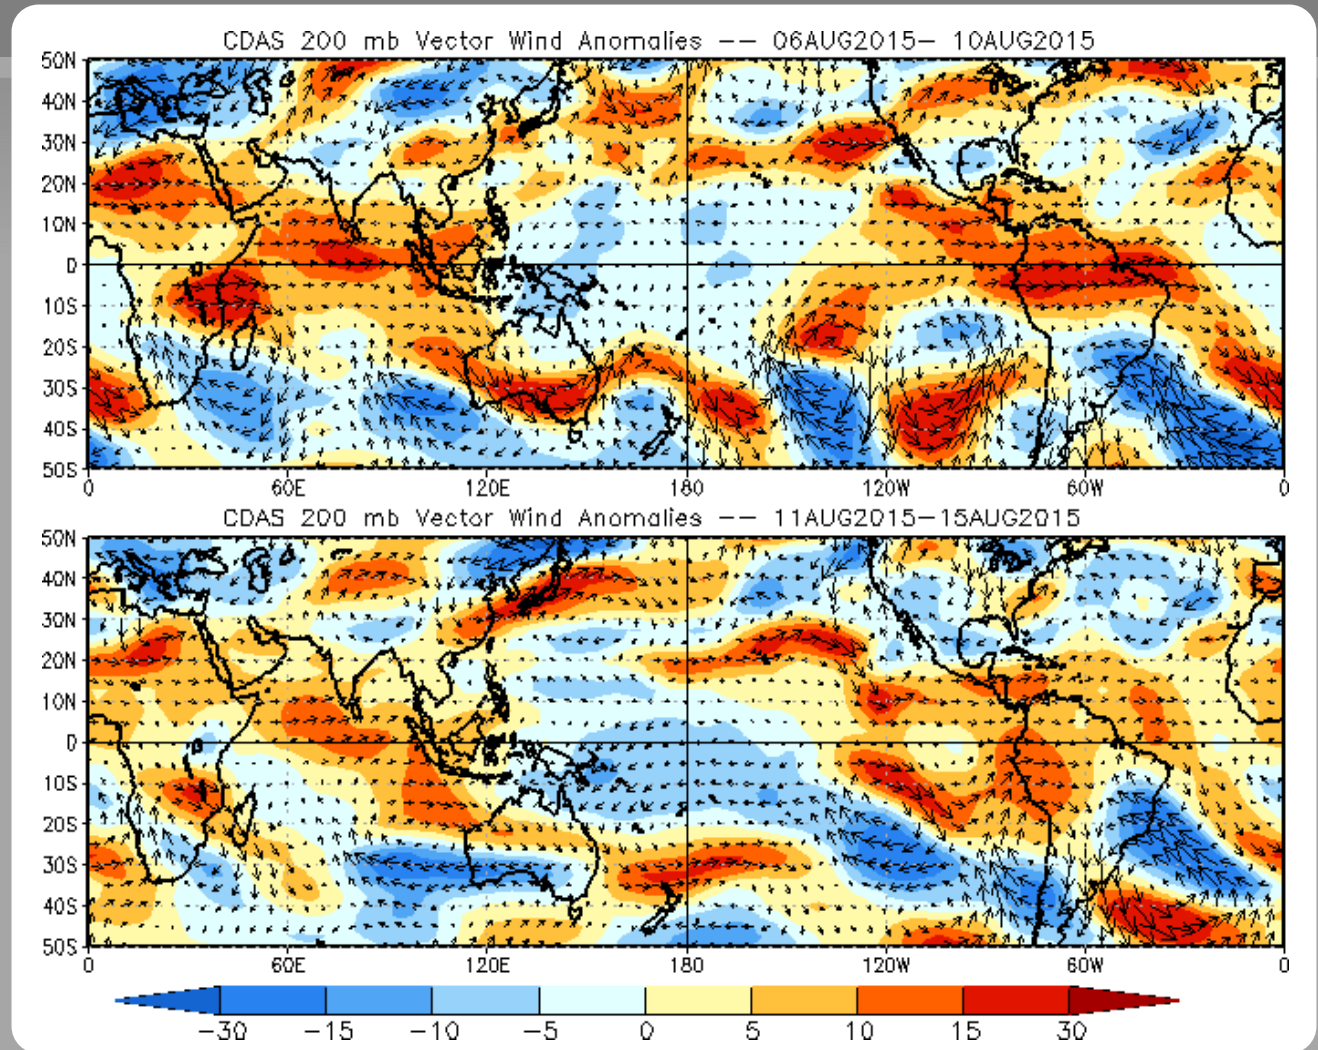 CDAS 200 mb Vector Wind Anomalies -- 06AUG2015- 10AUG2015
50N
40N
30N
20N
10N
0
10S
20S
30S
40S
50S
0 60E 120E 180 120W 60W 0
CDAS 200 mb Vector Wind Anomalies -- 11AUG2015-15AUG2015
50N
40N
30N
20N
10N
0
10S
20S
30S
40S
50S
0 60E 120E 180 120W 60W 0
-30 -15 -10 -5 0 5 10 15 30